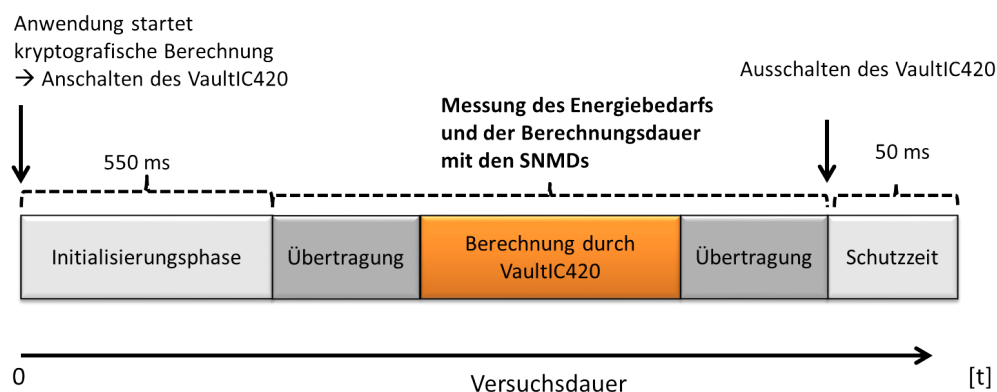 Anwendung startet
kryptografische Berechnung
→ Anschalten des VaultIC420
Ausschalten des VaultIC420
Messung des Energiebedarfs
und der Berechnungsdauer
mit den SNMDs
550 ms
50 ms
Initialisierungsphase
Übertragung
Berechnung durch
VaultIC420
Übertragung
Schutzzeit
0
Versuchsdauer
[t]